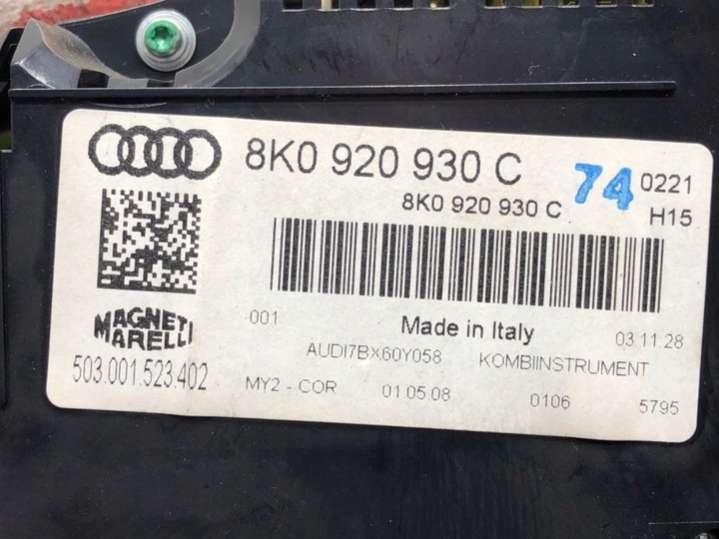 8K0 920 930 C
74
0221
8K0 920 930 C
H15
MAGNETI
MARELLI
001
Made in Italy
03 11:28
503.001.523.402
AUDI7BX60Y058
KOMBIINSTRUMENT
MY2 - COR
01.05.08
0106
5795